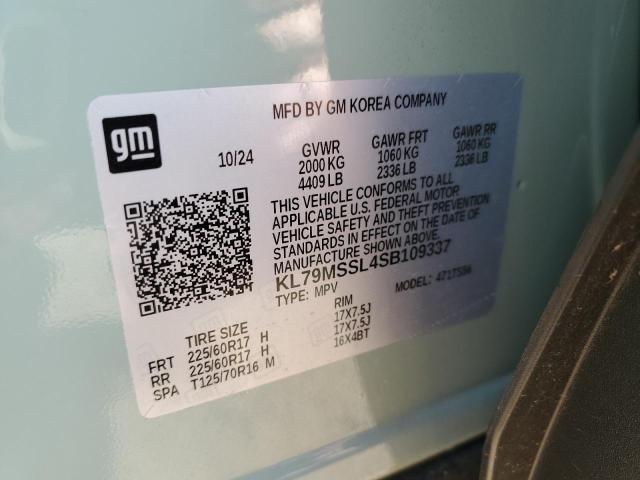 MFD BY GM KOREA COMPANY
gm
10/24
GVWR
2000 KG
4409 LB
GAWR FRT
1060 KG
2336 LB
GAWR RR
1060 KG
2336 LB
THIS VEHICLE CONFORMS TO ALL
APPLICABLE U.S. FEDERAL MOTOR
VEHICLE SAFETY AND THEFT PREVENTION
STANDARDS IN EFFECT ON THE DATE OF
MANUFACTURE SHOWN ABOVE.
KL79MSSL4SB109337
TYPE: MPV
MODEL:
TIRE SIZE RIM
FRT 225/60R17 H 17X7.5J
RR 225/60R17 H 17X7.5J
SPA T125/70R16 M 16X4BT